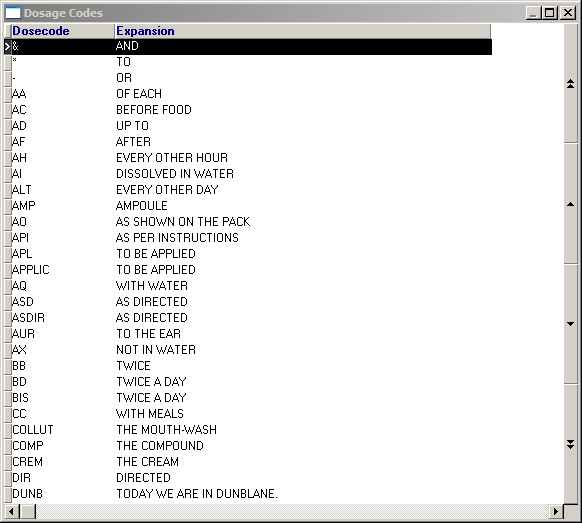 Dosage Codes
Dosecode Expansion
& AND
* TO
- OR
AA OF EACH
AC BEFORE FOOD
AD UP TO
AF AFTER
AH EVERY OTHER HOUR
AI DISSOLVED IN WATER
ALT EVERY OTHER DAY
AMP AMPOULE
AO AS SHOWN ON THE PACK
API AS PER INSTRUCTIONS
APL TO BE APPLIED
APPLIC TO BE APPLIED
AQ WITH WATER
ASD AS DIRECTED
ASDIR AS DIRECTED
AUR TO THE EAR
AX NOT IN WATER
BB TWICE
BD TWICE A DAY
BIS TWICE A DAY
CC WITH MEALS
COLLUT THE MOUTH-WASH
COMP THE COMPOUND
CREM THE CREAM
DIR DIRECTED
DUNB TODAY WE ARE IN DUNBLANE.